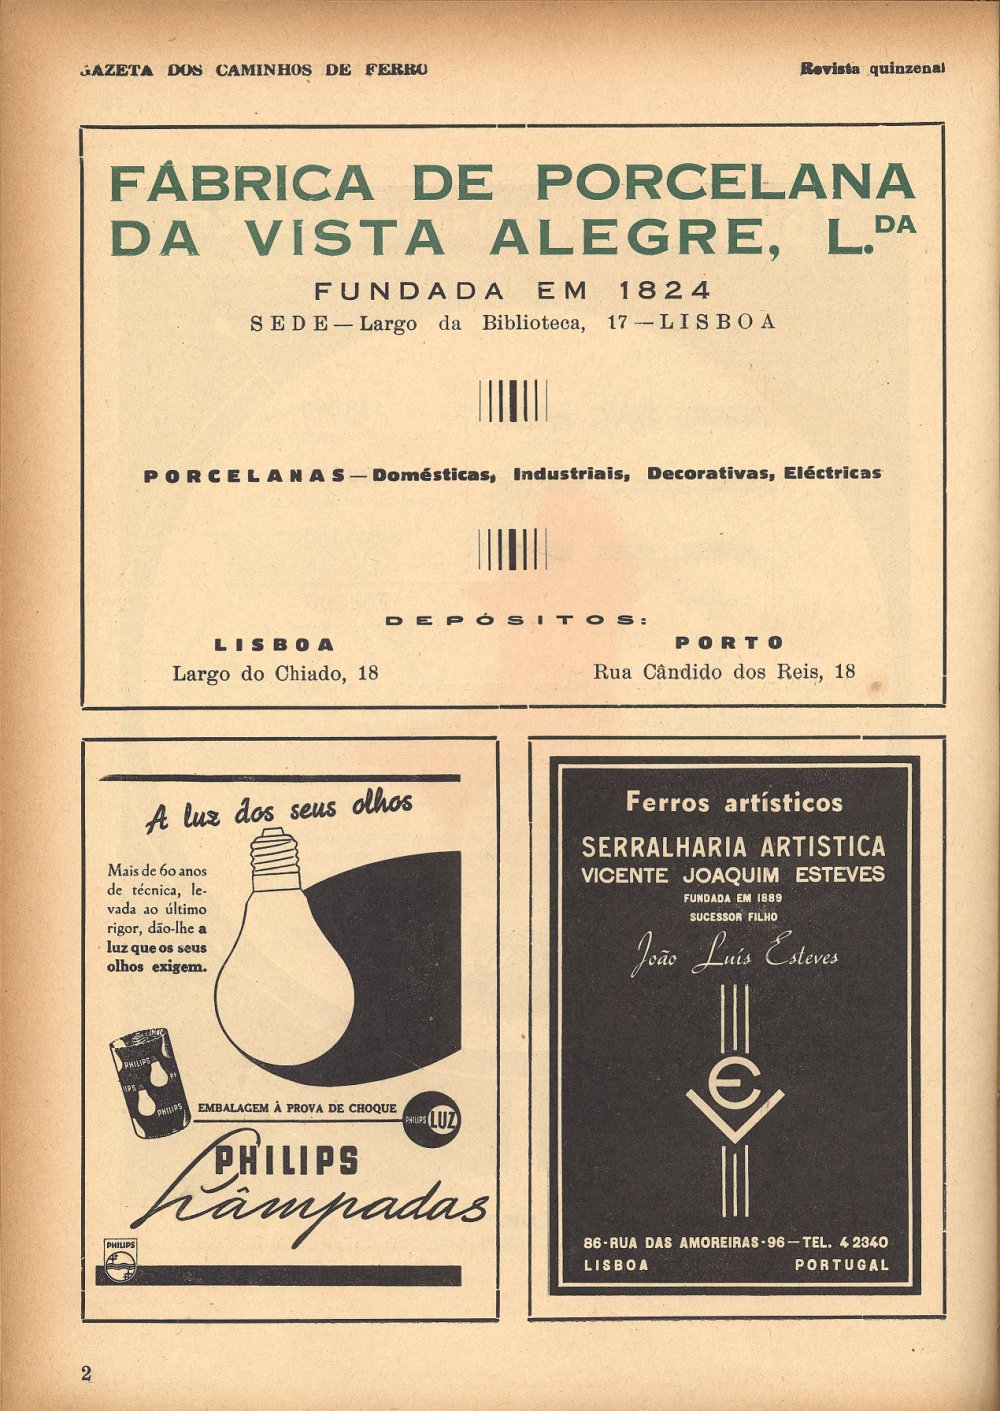 GAZETA DOS CAMINHOS DE FERRO
Revista quinzenal
FÁBRICA DE PORCELANA
DA VISTA ALEGRE, L.DA
FUNDADA EM 1824
SEDE — Largo da Biblioteca, 17 — LISBOA
PORCELANAS — Domésticas, Industriais, Decorativas, Eléctricas
DEPÓSITOS:
LISBOA
Largo do Chiado, 18
PORTO
Rua Cândido dos Reis, 18
A luz dos seus olhos
Mais de 60 anos
de técnica, le-
vada ao último
rigor, dão-lhe a
luz que os seus
olhos exigem.
PHILIPS
PHILIPS
EMBALAGEM À PROVA DE CHOQUE
PHILIPS LUZ
PHILIPS
Lâmpadas
PHILIPS
Ferros artísticos
SERRALHARIA ARTISTICA
VICENTE JOAQUIM ESTEVES
FUNDADA EM 1889
SUCESSOR FILHO
João Luís Esteves
86-RUA DAS AMOREIRAS-96 — TEL. 4 2340
LISBOA PORTUGAL
2